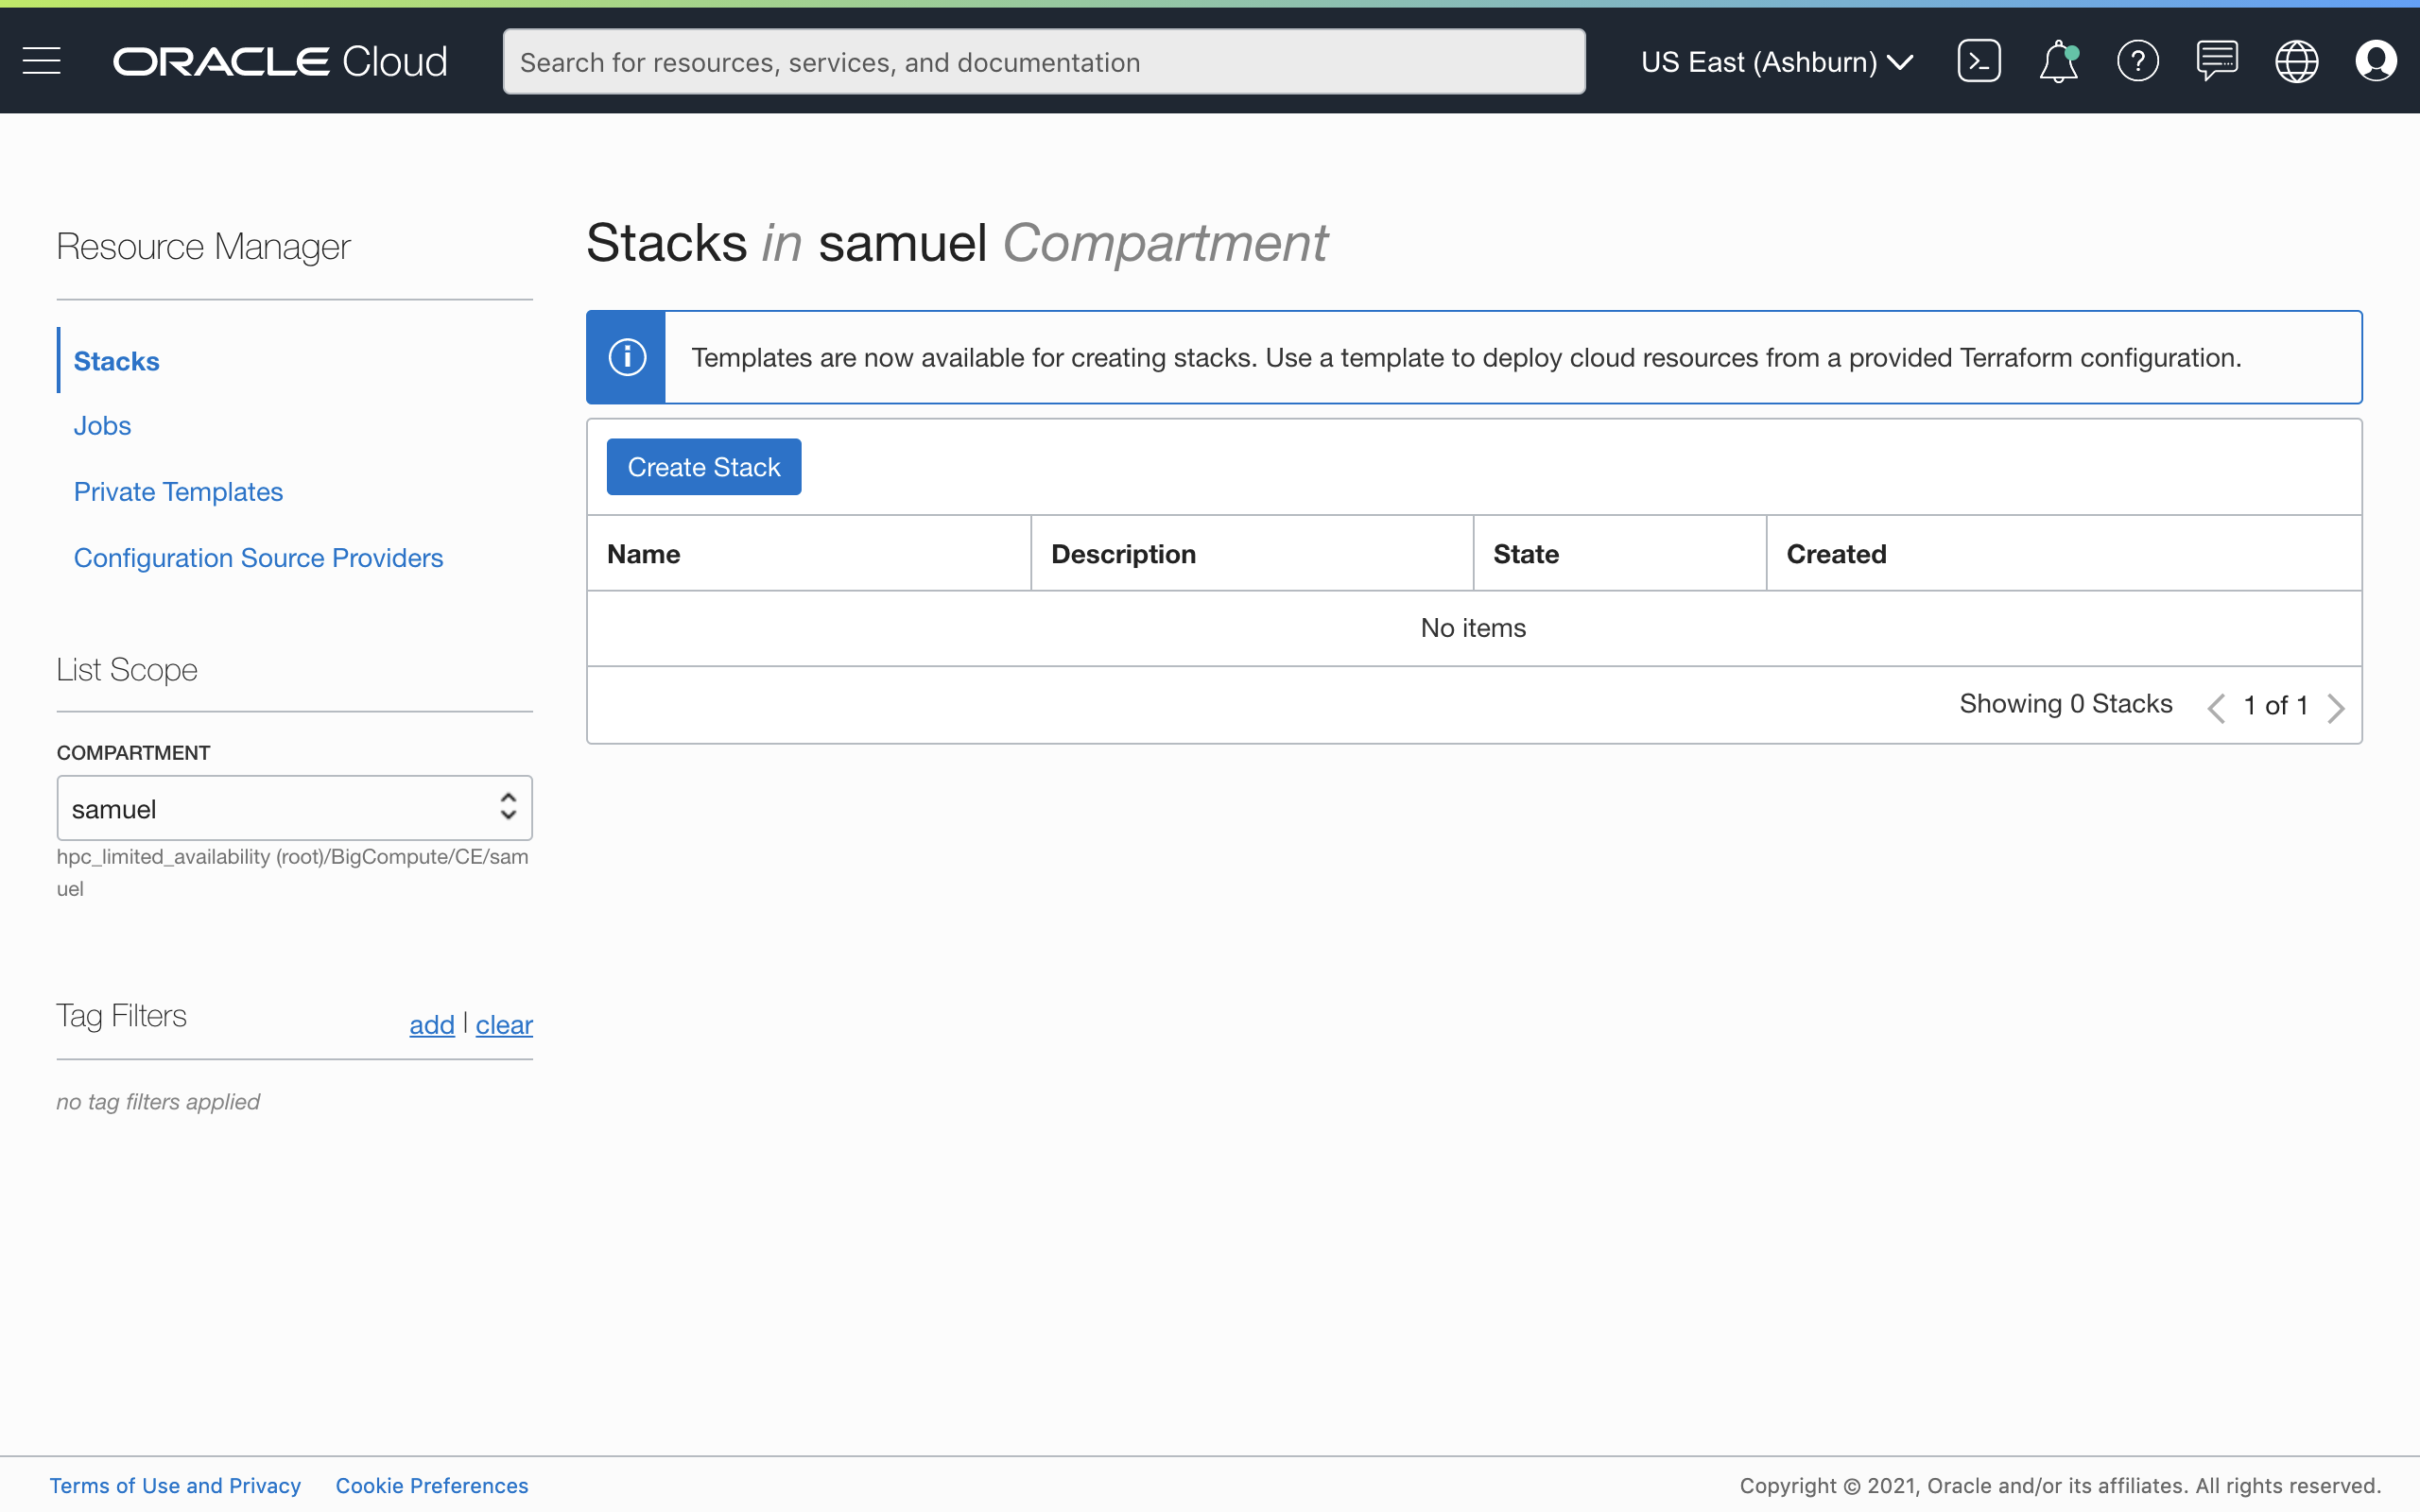 ORACLE Cloud
Search for resources, services, and documentation
US East (Ashburn)
Resource Manager
Stacks
Jobs
Private Templates
Configuration Source Providers
List Scope
COMPARTMENT
samuel
hpc_limited_availability (root)/BigCompute/CE/sam
uel
Tag Filters
add | clear
no tag filters applied
Stacks in samuel Compartment
Templates are now available for creating stacks. Use a template to deploy cloud resources from a provided Terraform configuration.
Create Stack
Name Description State Created
No items
Showing 0 Stacks 1 of 1
Terms of Use and Privacy Cookie Preferences
Copyright © 2021, Oracle and/or its affiliates. All rights reserved.